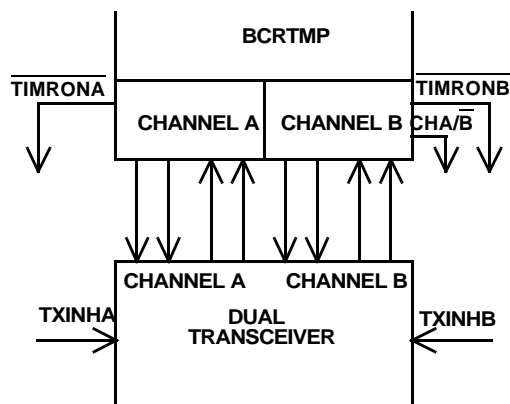 BCRTMP
TIMRONA
TIMRONB
CHANNEL A
CHANNEL B
CHA/B
CHANNEL A
CHANNEL B
TXINHA
DUAL
TRANSCEIVER
TXINHB